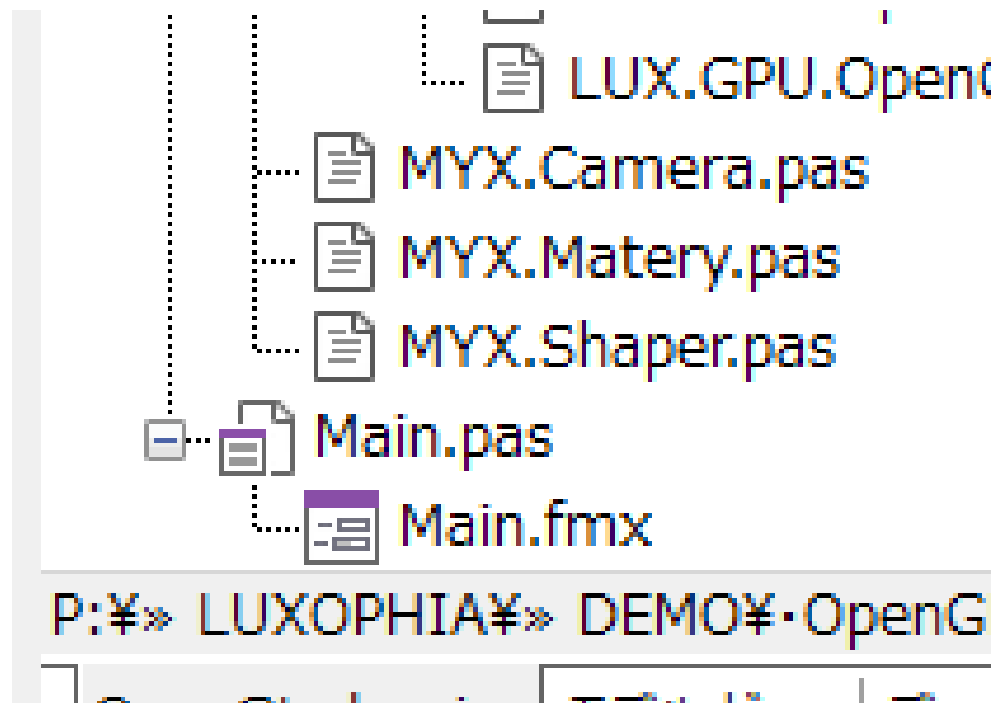 LUX.GPU.Open
MYX.Camera.pas
MYX.Matery.pas
MYX.Shaper.pas
Main.pas
Main.fmx
P:¥» LUXOPHIA¥» DEMO¥·OpenG